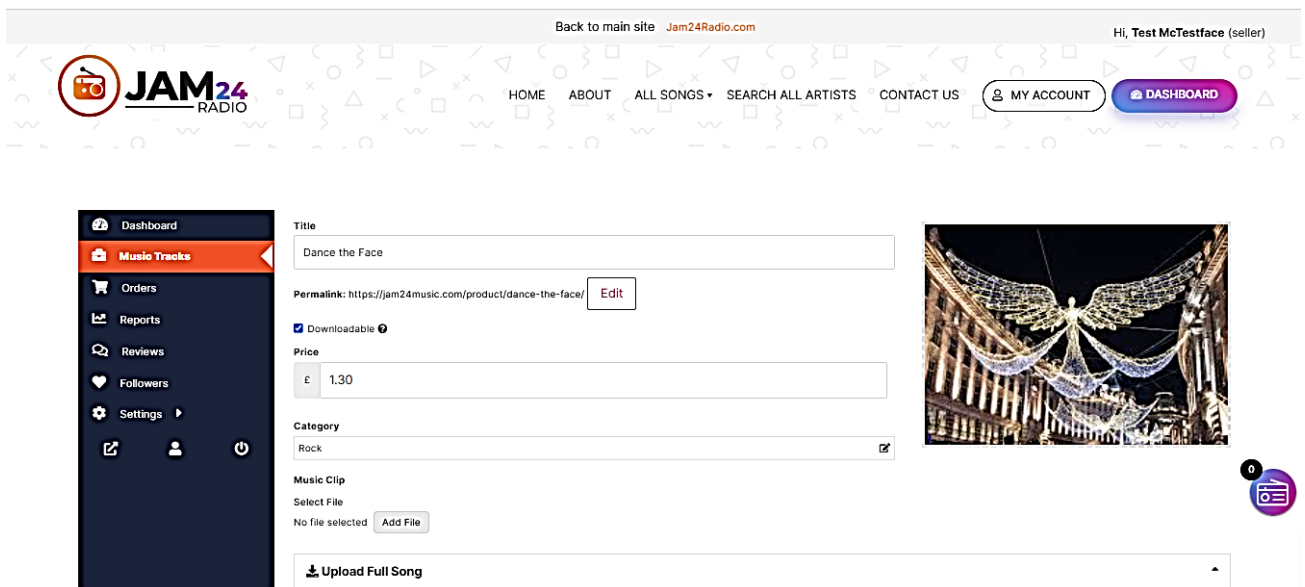 Back to main site Jam24Radio.com
Hi, Test McTestface (seller)
JAM24
RADIO
HOME ABOUT ALL SONGS SEARCH ALL ARTISTS CONTACT US MY ACCOUNT DASHBOARD
Dashboard
Music Tracks
Orders
Reports
Reviews
Followers
Settings
Title
Dance the Face
Permalink: https://jam24music.com/product/dance-the-face/ Edit
Downloadable
Price
£ 1.30
Category
Rock
Music Clip
Select File
No file selected Add File
Upload Full Song
0